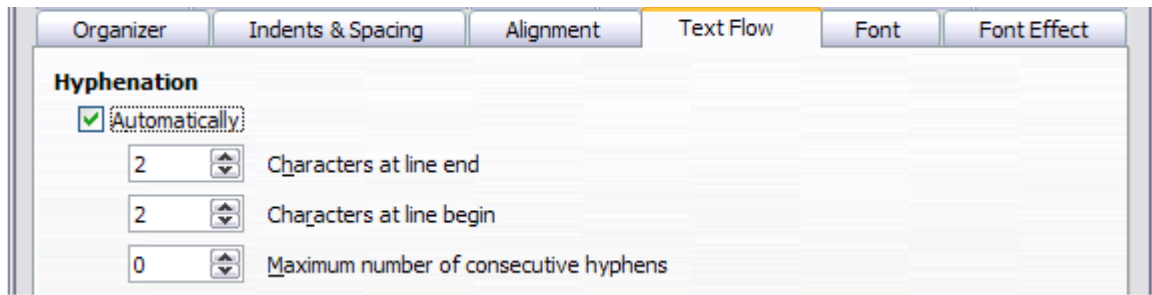 Organizer Indents & Spacing Alignment Text Flow Font Font Effect
Hyphenation
Automatically
2 Characters at line end
2 Characters at line begin
0 Maximum number of consecutive hyphens